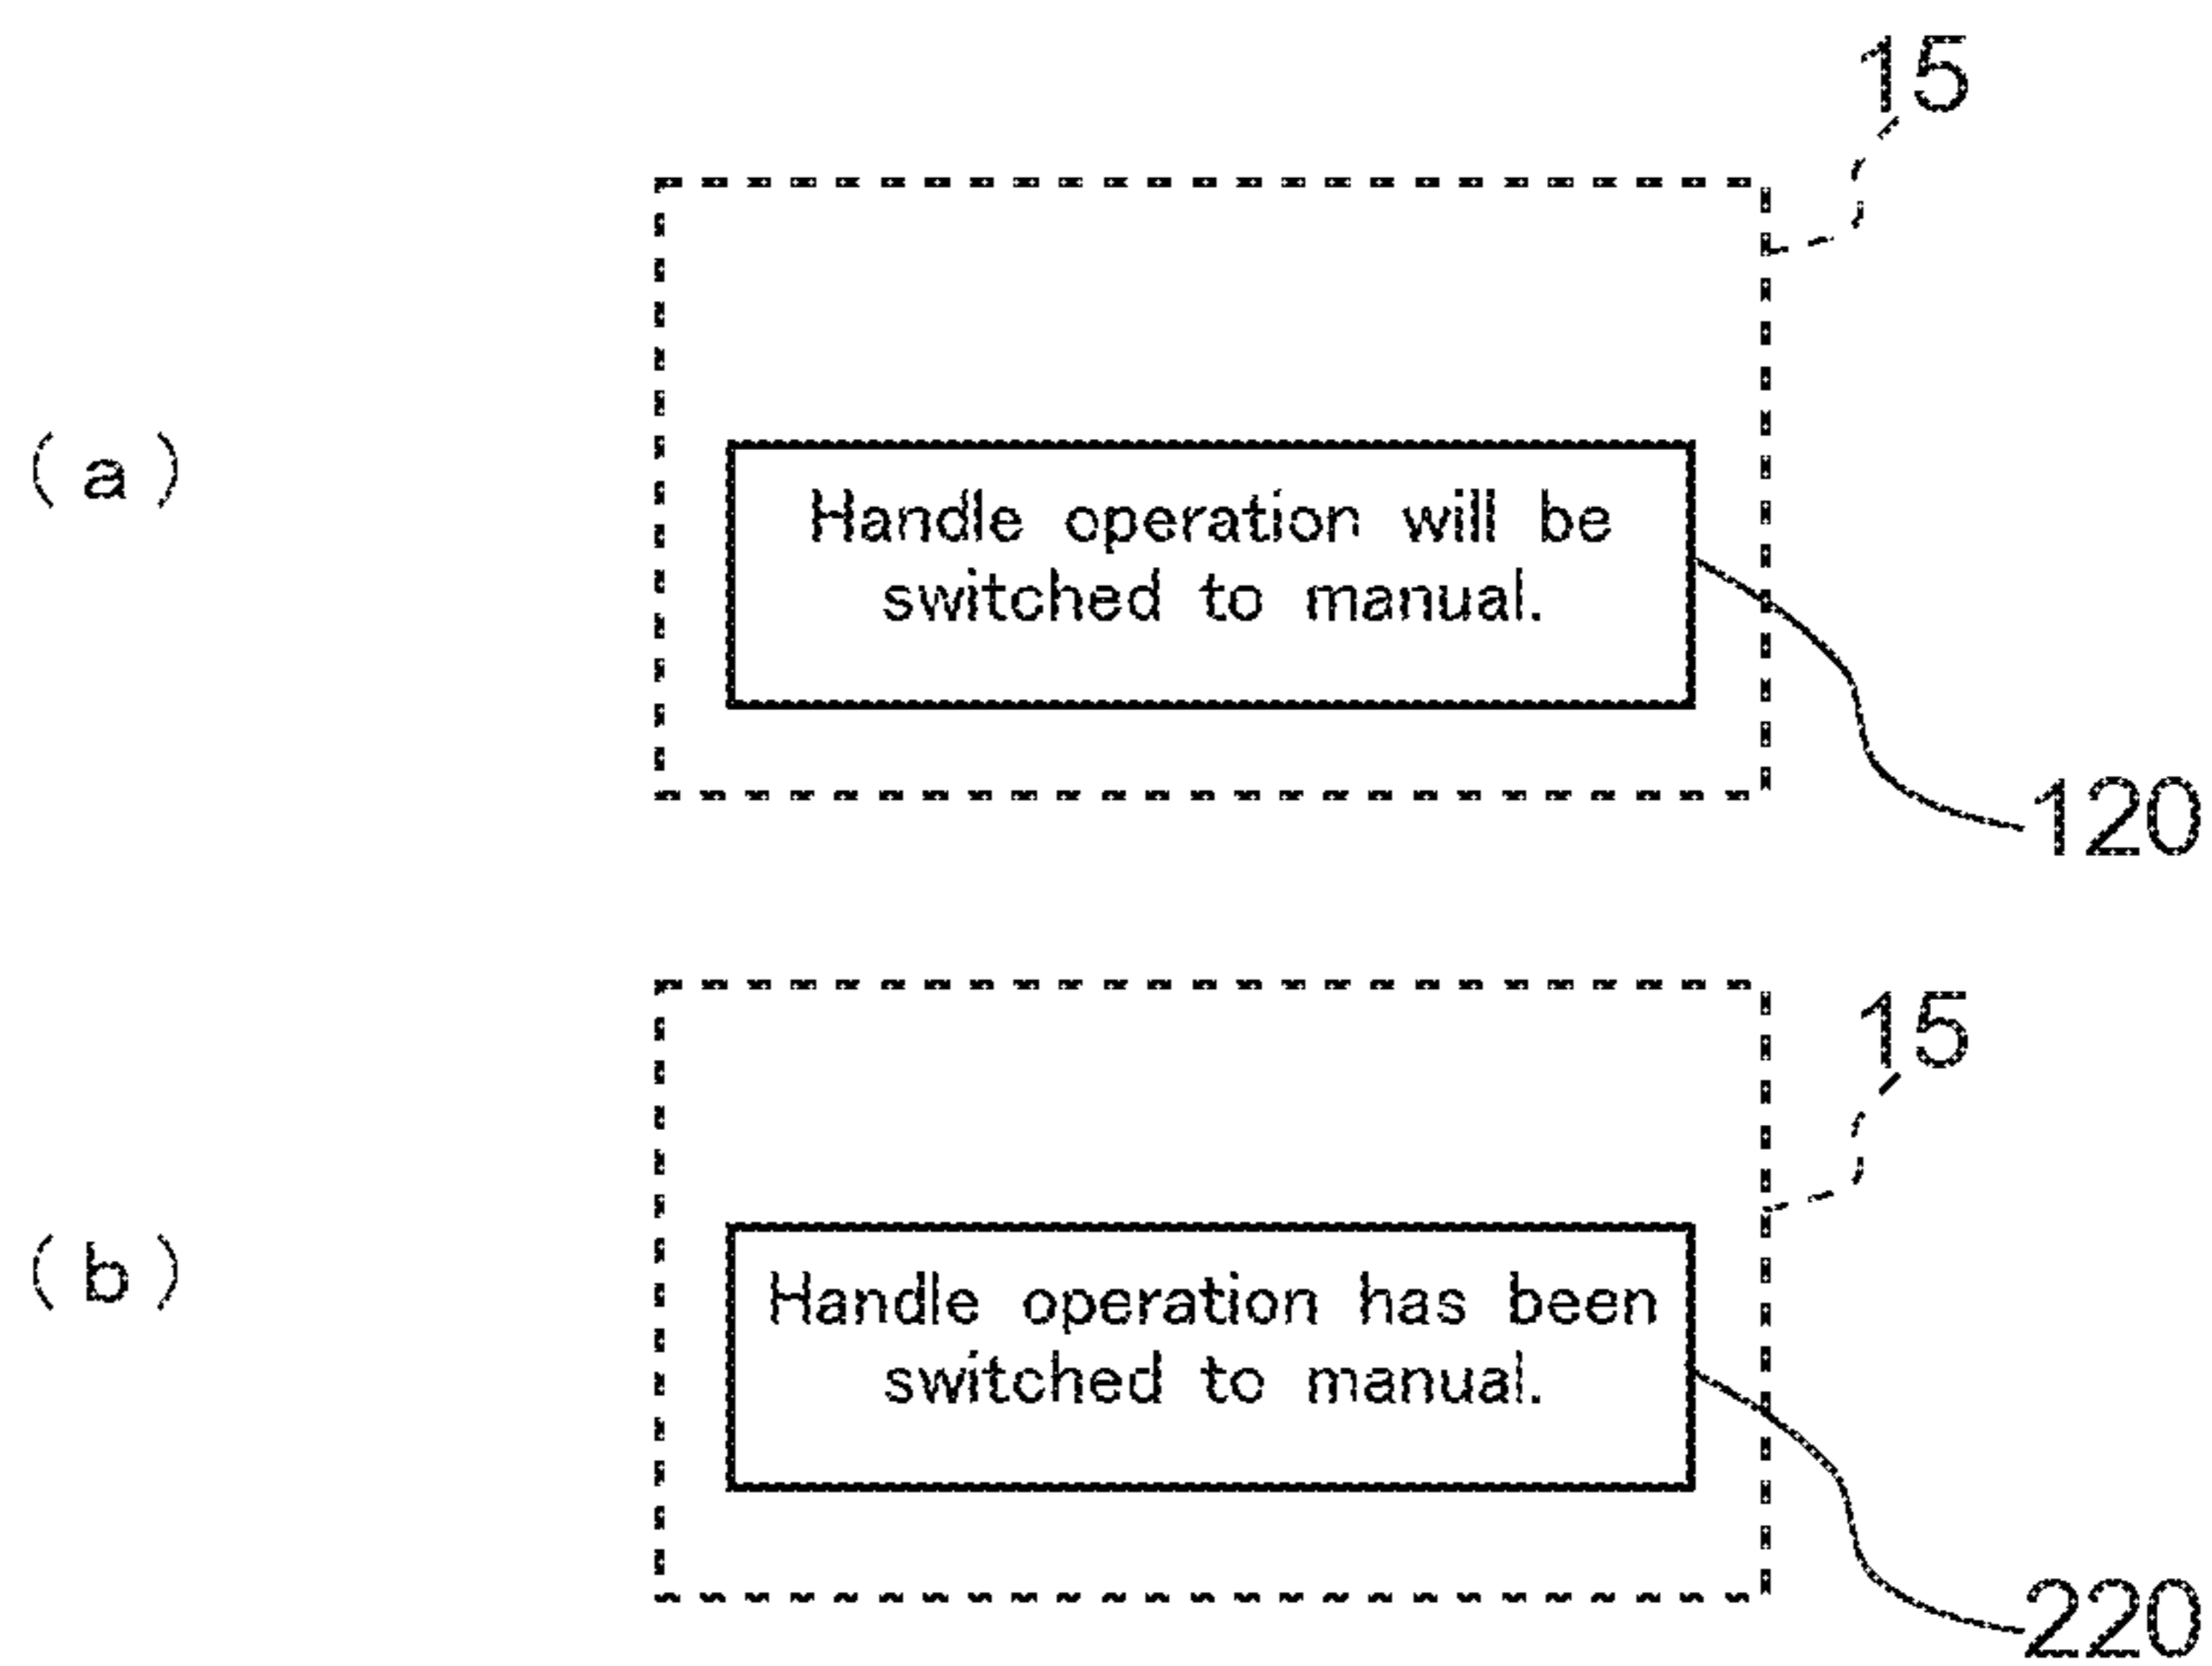 15
(a)
Handle operation will be
switched to manual.
120
15
(b)
Handle operation has been
switched to manual.
220